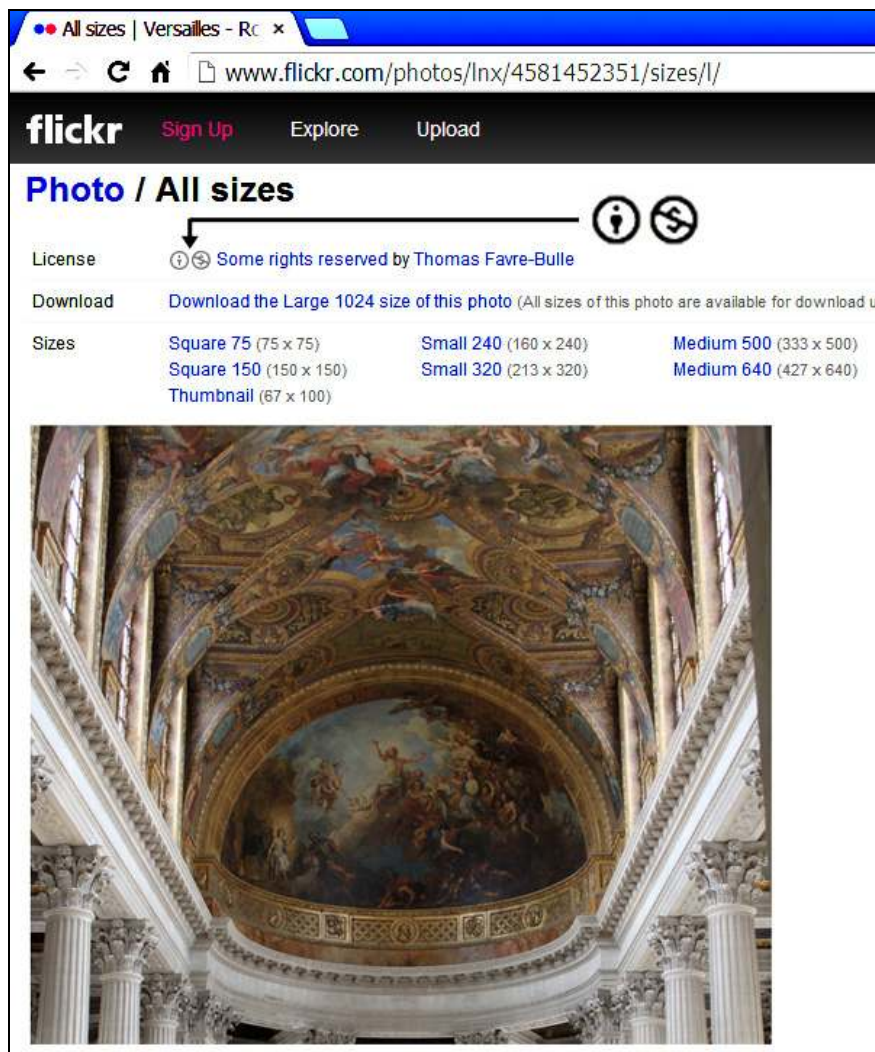 All sizes | Versailles - Ro
www.flickr.com/photos/lnx/4581452351/sizes/l/
flickr Sign Up Explore Upload
Photo / All sizes
License Some rights reserved by Thomas Favre-Bulle
Download Download the Large 1024 size of this photo (All sizes of this photo are available for download u
Sizes Square 75 (75 x 75) Small 240 (160 x 240) Medium 500 (333 x 500)
Square 150 (150 x 150) Small 320 (213 x 320) Medium 640 (427 x 640)
Thumbnail (67 x 100)